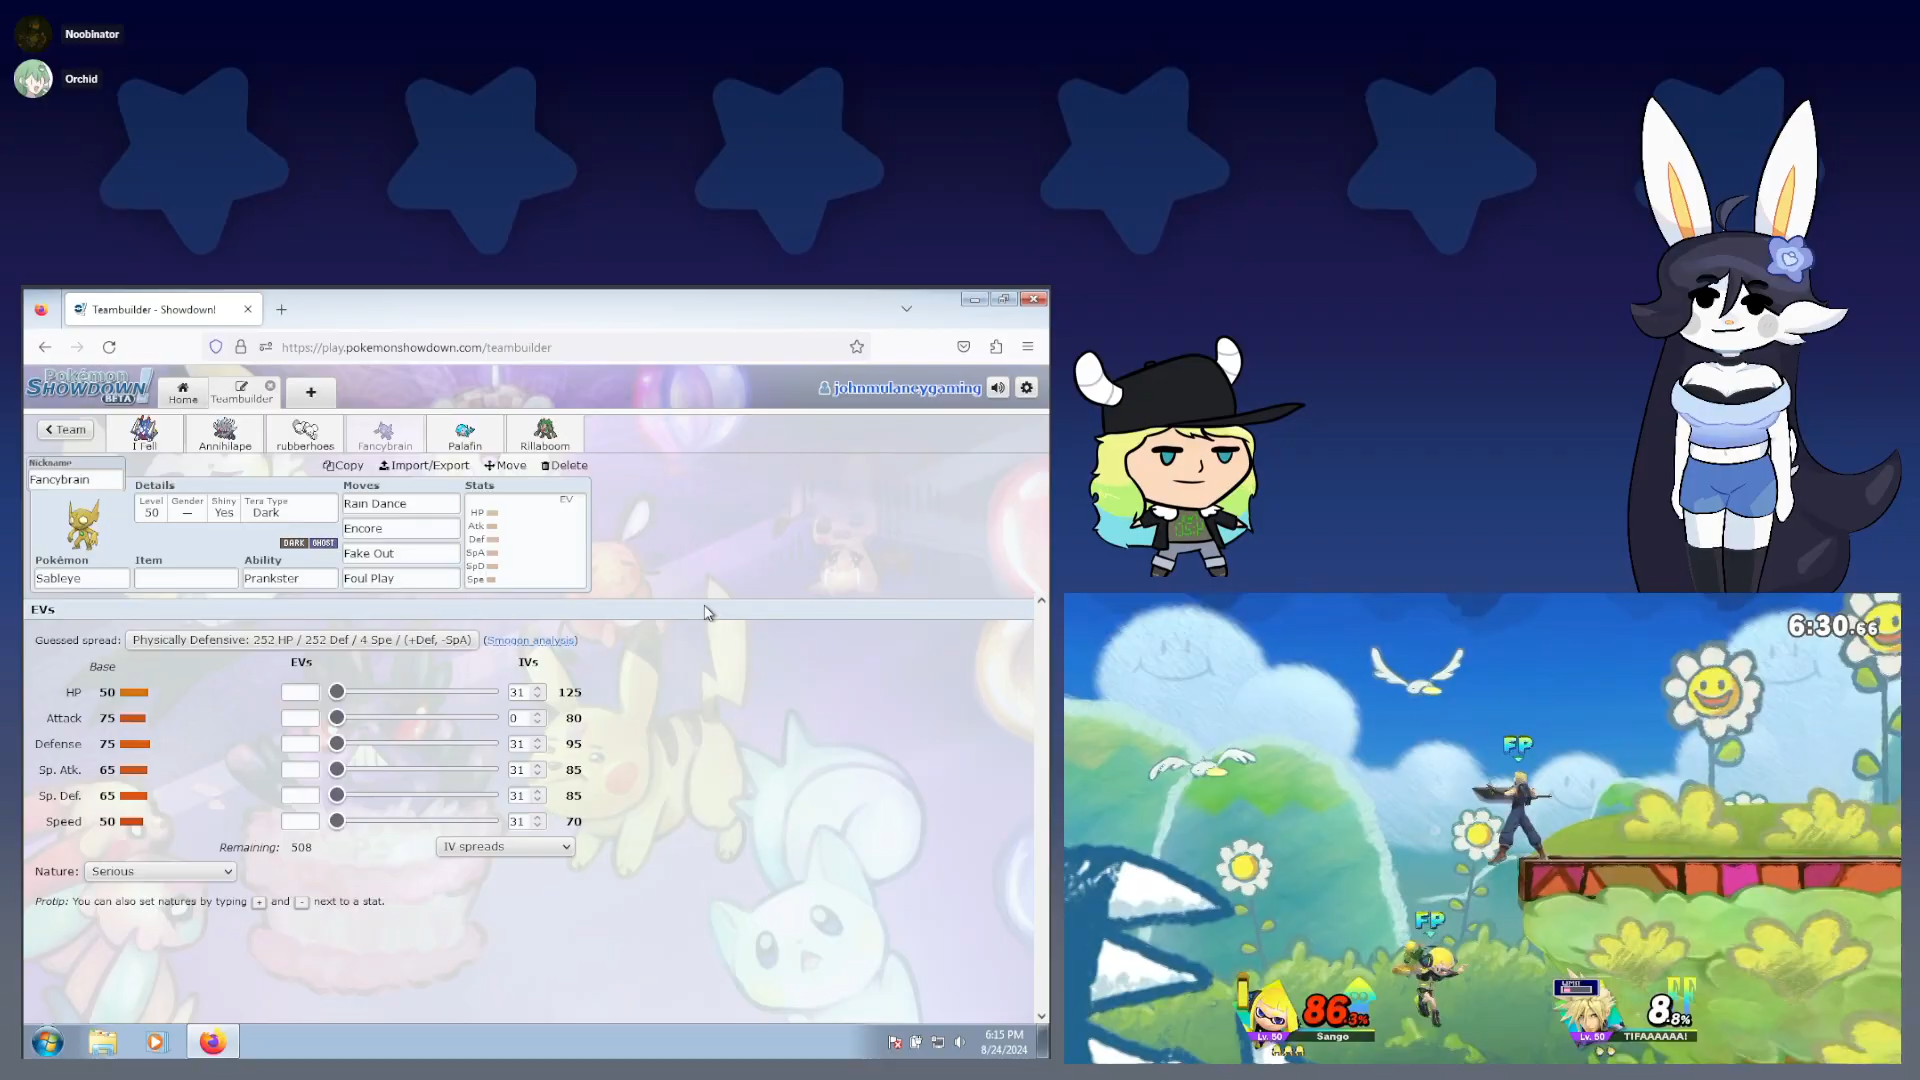 Noobinator
Orchid
Teambuilder - Showdown!
https://play.pokemonshowdown.com/teambuilder
Pokémon
SHOWDOWN!
BETA
Home
Teambuilder
+
johnmulaneygaming
< Team
I Fell
Annihilape
rubberhoes
Fancybrain
Palafin
Rillaboom
Copy
Import/Export
Move
Delete
Nickname
Fancybrain
Details
Level
50
Gender
—
Shiny
Yes
Tera Type
Dark
DARK GHOST
Pokémon
Sableye
Item
Ability
Prankster
Moves
Rain Dance
Encore
Fake Out
Foul Play
Stats
EV
HP
Atk
Def
SpA
SpD
Spe
EVs
Guessed spread: Physically Defensive: 252 HP / 252 Def / 4 Spe / (+Def, -SpA) (Smogon analysis)
Base EVs IVs
HP 50 31 125
Attack 75 0 80
Defense 75 31 95
Sp. Atk. 65 31 85
Sp. Def. 65 31 85
Speed 50 31 70
Remaining: 508
IV spreads
Nature: Serious
Protip: You can also set natures by typing + and - next to a stat.
6:15 PM
8/24/2024
6:30.66
FP
FP
86.3%
Lv. 50
Sango
8.8%
Lv. 50
TIFAAAAAA!